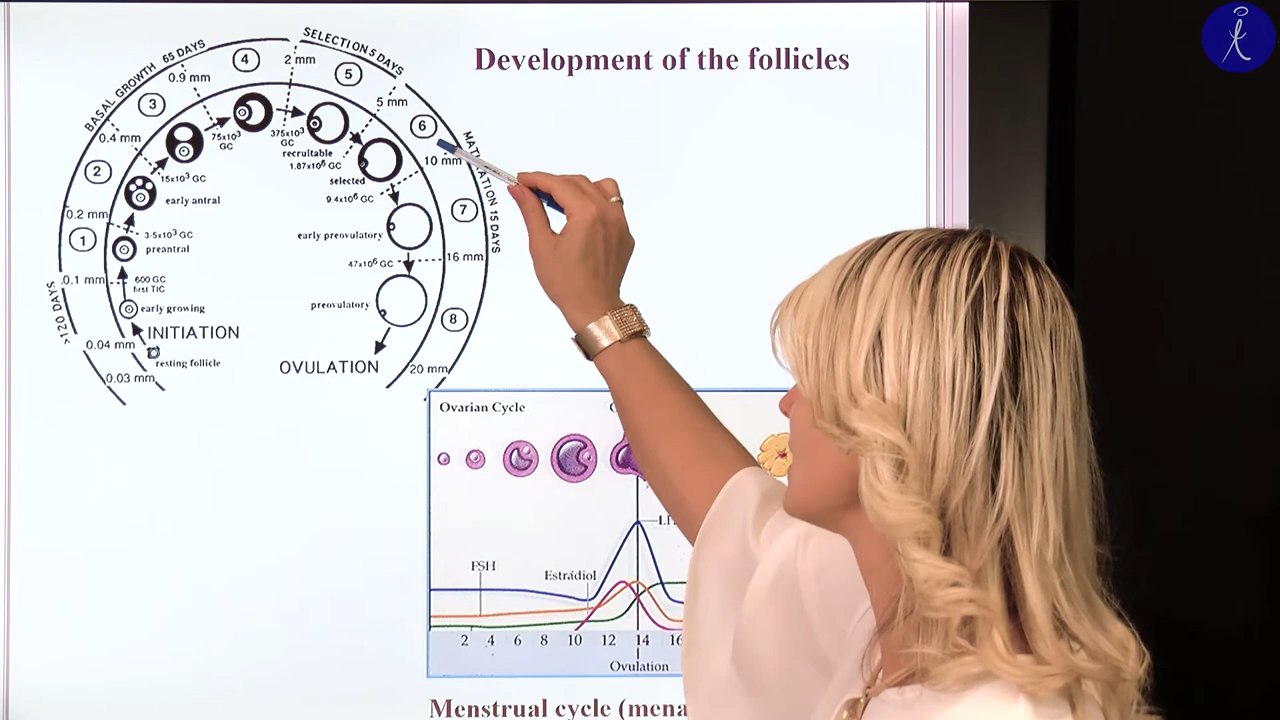 Development of the follicles
SELECTION 5 DAYS
BASAL GROWTH 65 DAYS
MATURATION 15 DAYS
>120 DAYS
4
2 mm
5
0.9 mm
3
5 mm
6
0.4 mm
75x10³
GC
375x10³
GC
recruitable
1.87x10⁶ GC
10 mm
2
15x10³ GC
selected
early antral
9.4x10⁶ GC
0.2 mm
7
1
3-5x10³ GC
preantral
early preovulatory
16 mm
47x10⁶ GC
0.1 mm
600 GC
first TIC
early growing
preovulatory
8
INITIATION
0.04 mm
resting follicle
OVULATION
20 mm
0.03 mm
Ovarian Cycle
FSH
Estradiol
2 4 6 8 10 12 14 16
Ovulation
Menstrual cycle (mena